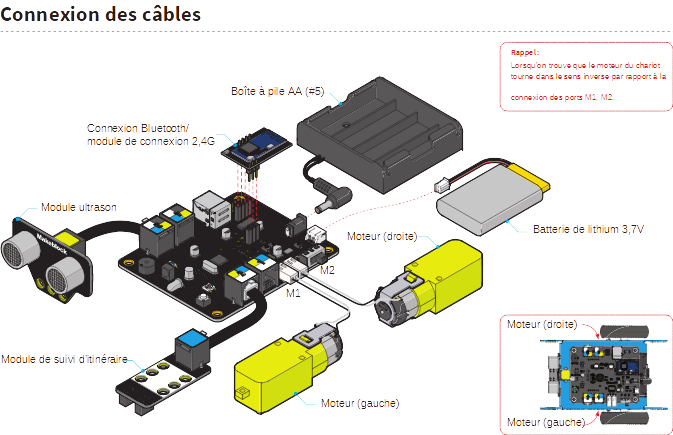 Connexion des câbles
Rappel:
Lorsqu'on trouve que le moteur du chariot
tourne dans le sens inverse par rapport à la
connexion des ports M1, M2
Boîte à pile AA (#5)
Connexion Bluetooth/
module de connexion 2,4G
Module ultrason
Makeblock
Batterie de lithium 3,7V
Moteur (droite)
M2
M1
Module de suivi d'itinéraire
Moteur (gauche)
Moteur (droite)
Moteur (gauche)